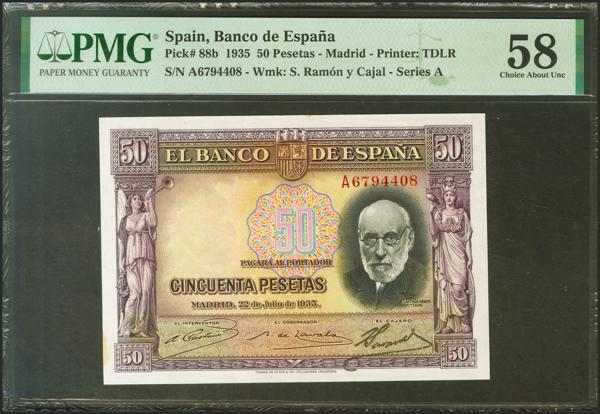 PMG
PAPER MONEY GUARANTY
Spain, Banco de España
Pick# 88b 1935 50 Pesetas - Madrid - Printer: TDLR
S/N A6794408 - Wmk: S. Ramón y Cajal - Series A
58
Choice About Unc
50
EL BANCO DE ESPAÑA
50
A6794408
50
PAGARÁ AL PORTADOR
CINCUENTA PESETAS
MADRID, 22 de Julio de 1935.
EL INTERVENTOR
EL GOBERNADOR
EL CAJERO
50
50